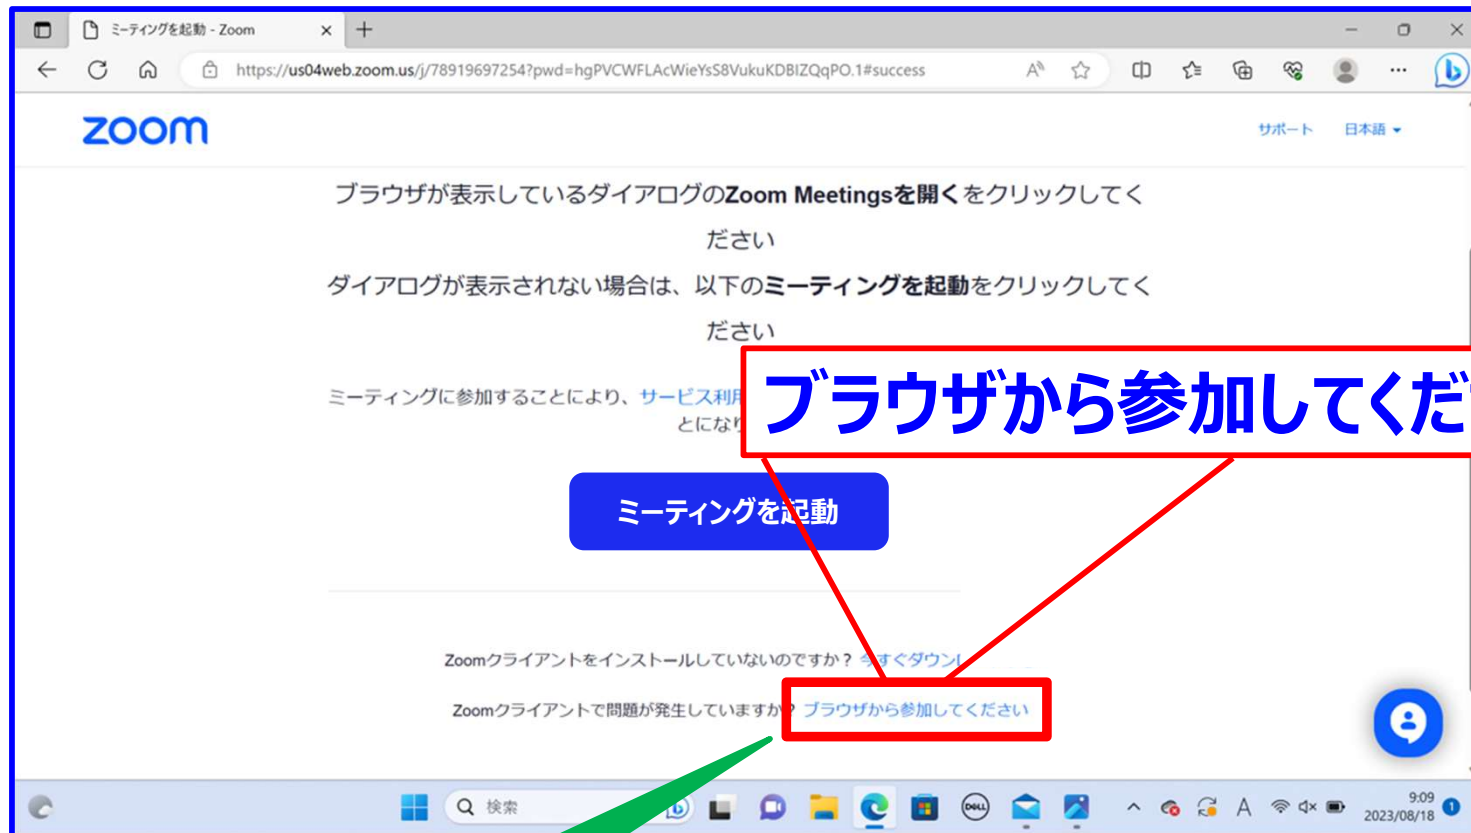 ミーティングを起動 - Zoom
https://us04web.zoom.us/j/78919697254?pwd=hgPVCWFLAcWieYsS8VukuKDBIZQqPO.1#success
zoom
サポート 日本語
ブラウザが表示しているダイアログのZoom Meetingsを開くをクリックしてく
ださい
ダイアログが表示されない場合は、以下のミーティングを起動をクリックしてく
ださい
ミーティングに参加することにより、サービス利用
とになり
ブラウザから参加してくだ
ミーティングを起動
Zoomクライアントをインストールしていないのですか？今すぐダウン
Zoomクライアントで問題が発生していますか？ブラウザから参加してください
検索
DELL
A
9:09
2023/08/18
1